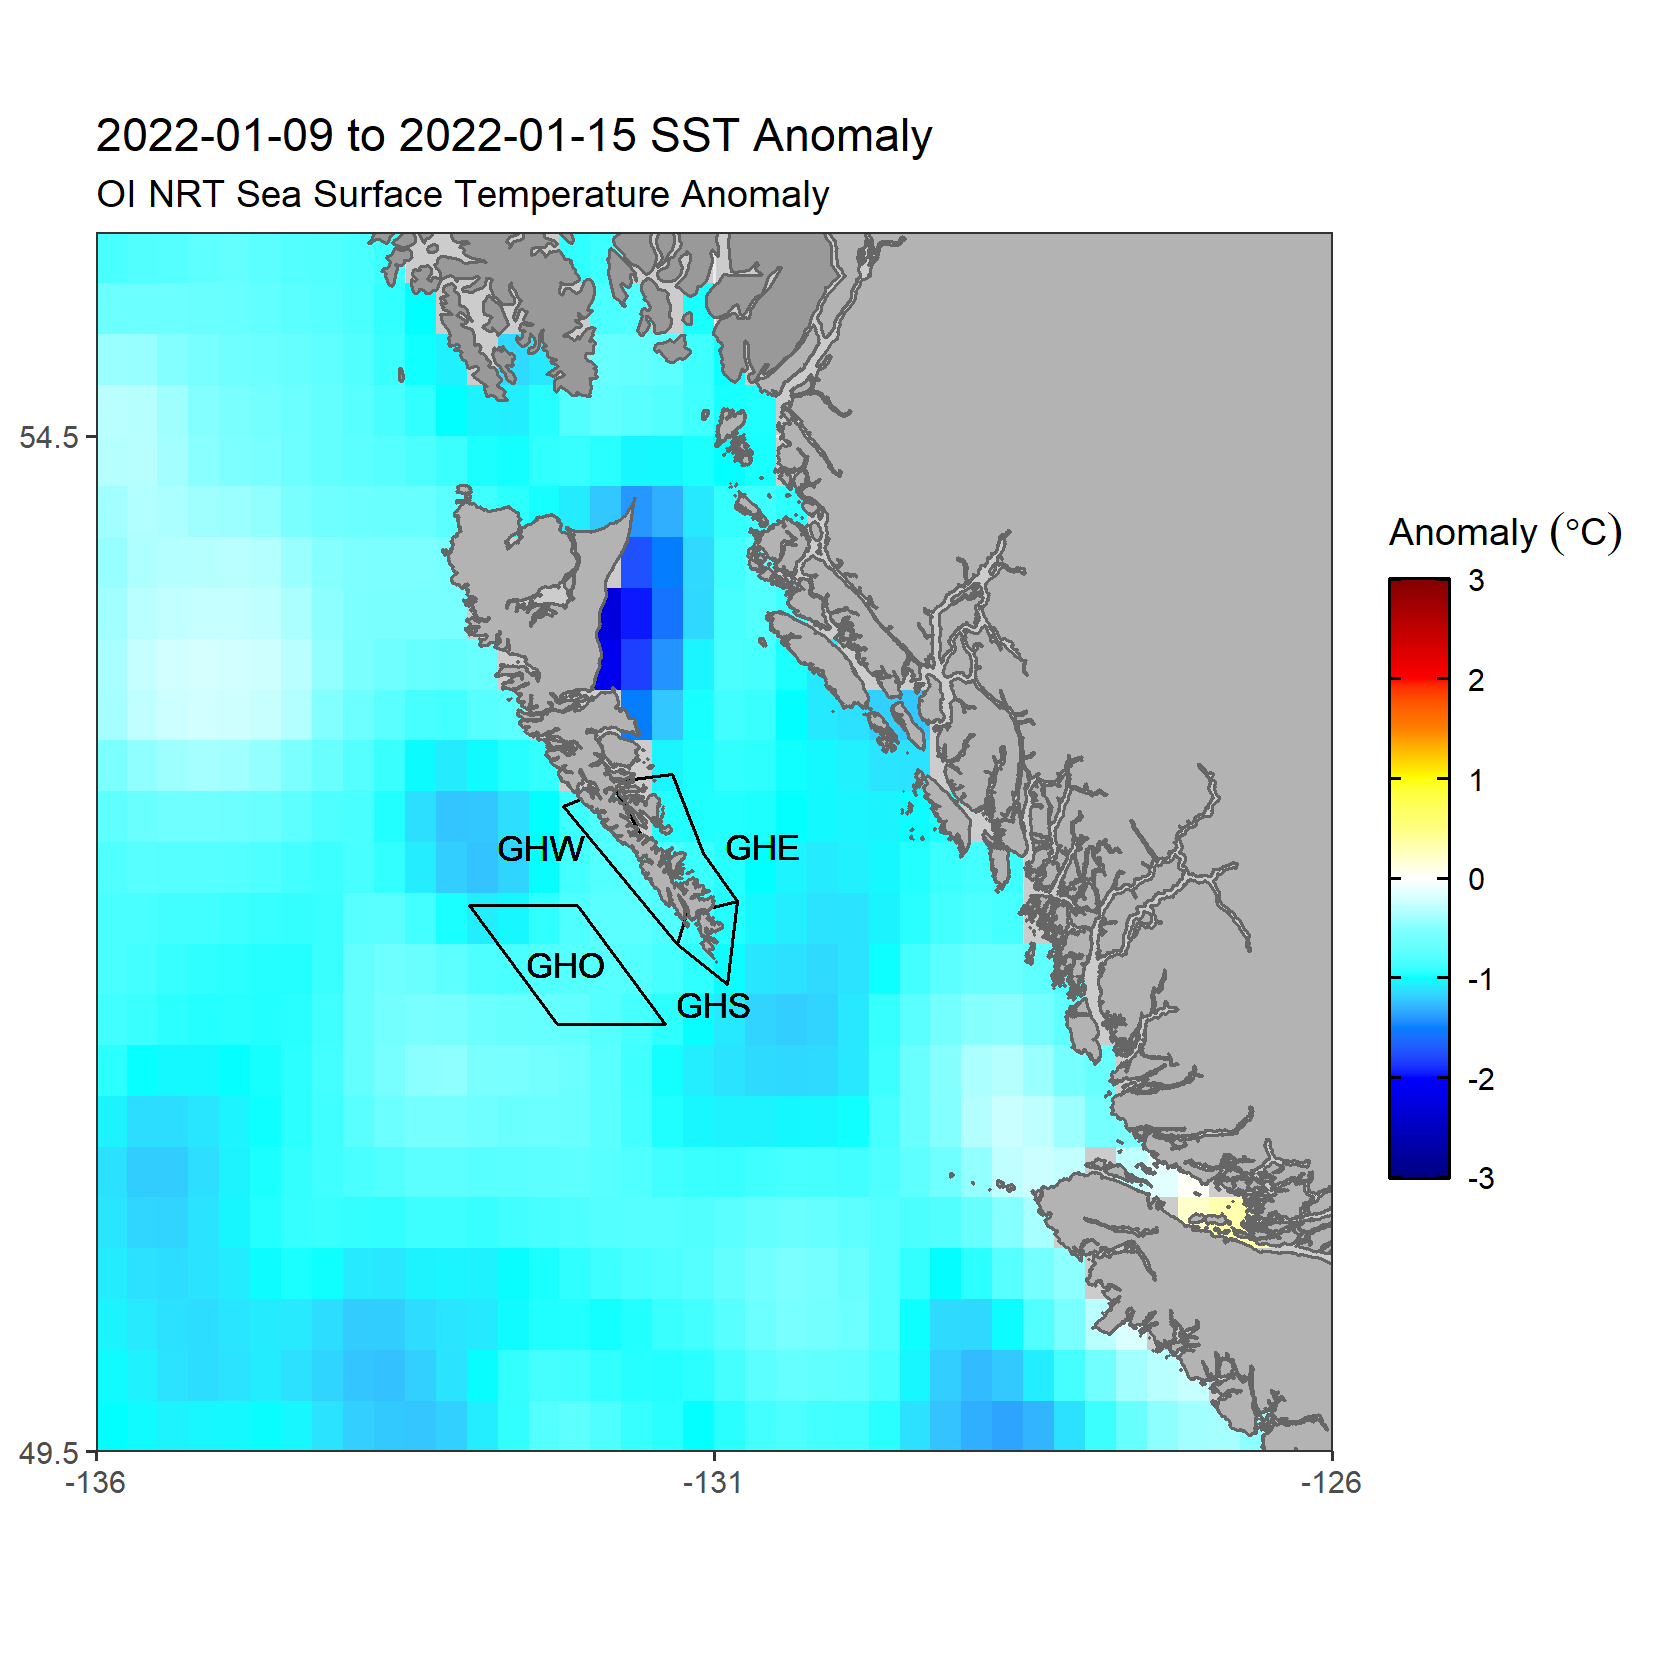 2022-01-09 to 2022-01-15 SST Anomaly
OI NRT Sea Surface Temperature Anomaly
54.5
49.5
-136
-131
-126
GHW
GHE
GHO
GHS
Anomaly (°C)
3
2
1
0
-1
-2
-3